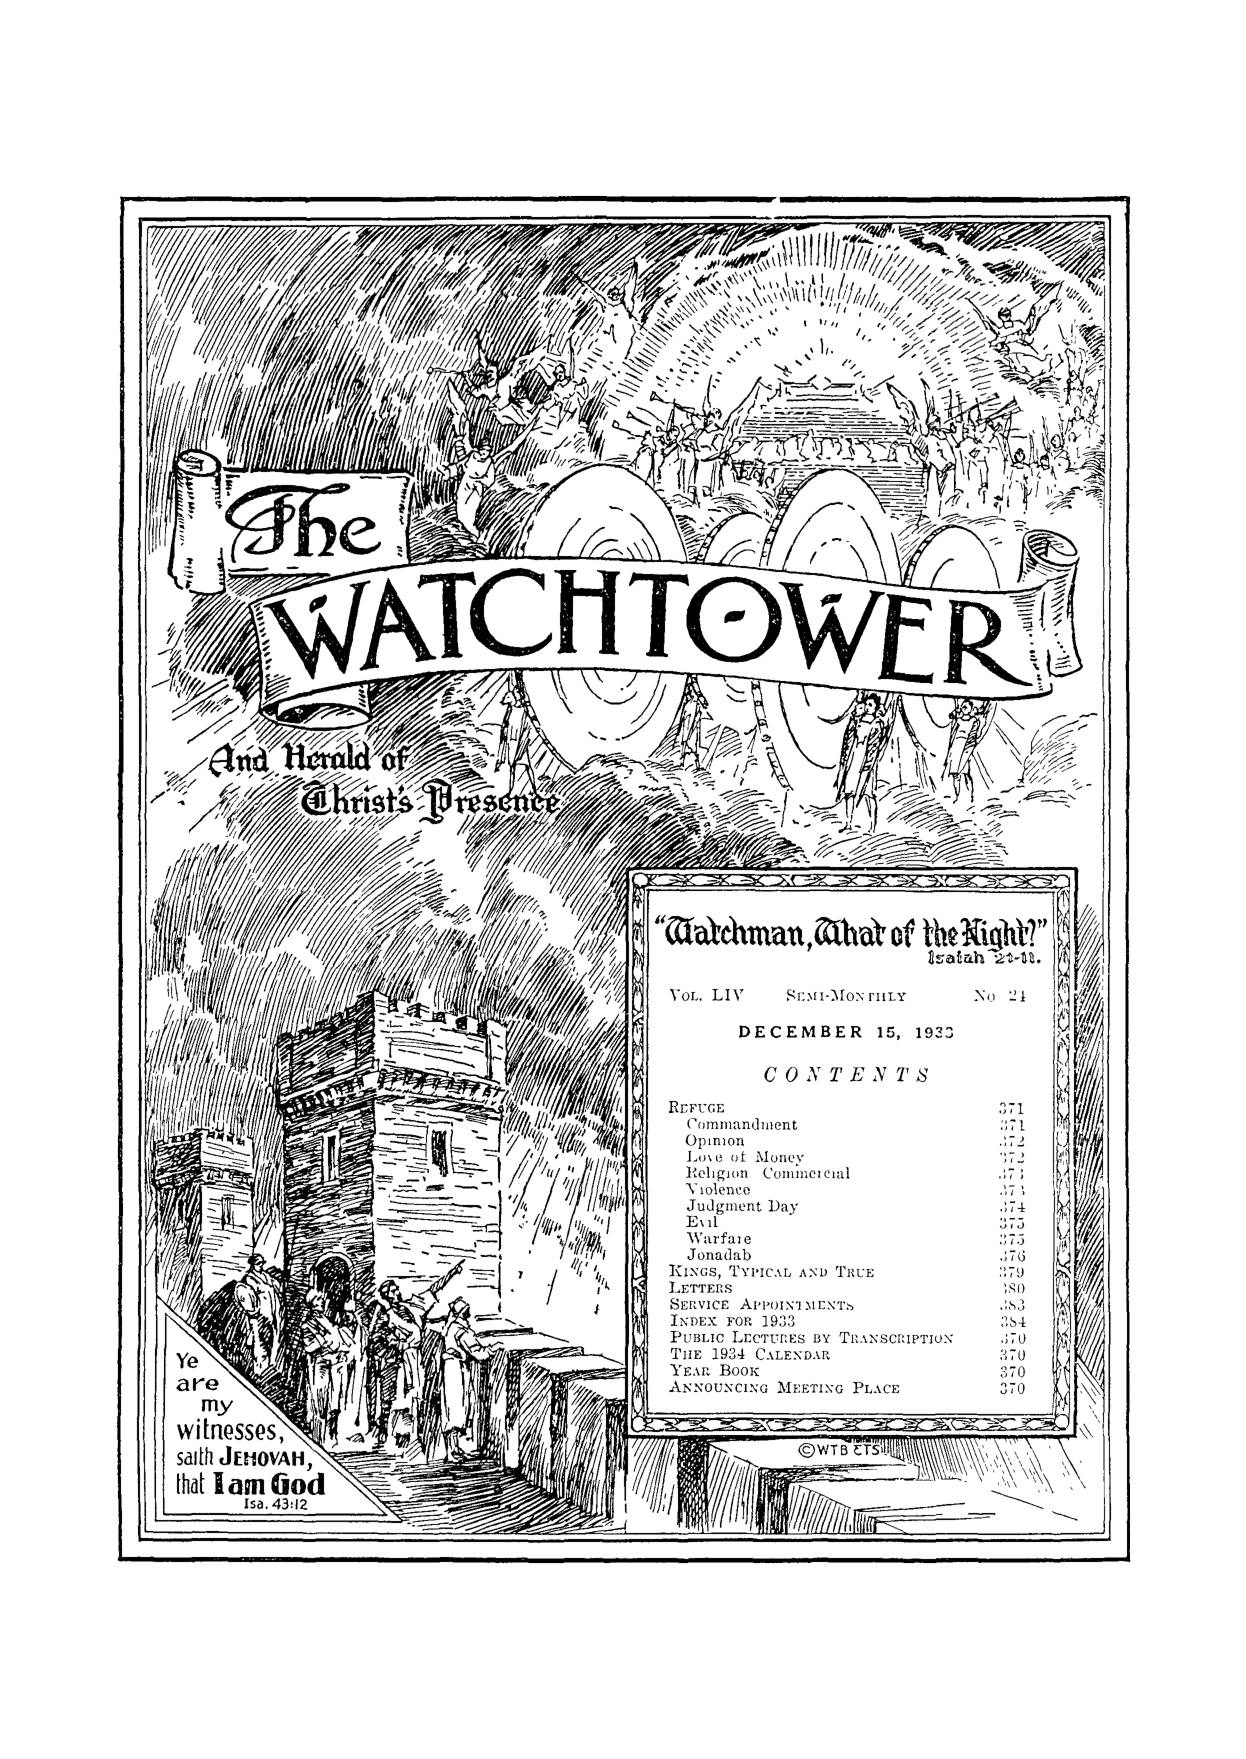 The
WATCHTOWER
And Herald of
Christ's Presence
"Watchman, What of the Night?"
Isaiah 21-11.
VOL. LIV SEMI-MONTHLY No 24
DECEMBER 15, 1933
CONTENTS
REFUGE 371
Commandment 371
Opinion 372
Love of Money 372
Religion Commercial 373
Violence 373
Judgment Day 374
Evil 375
Warfare 375
Jonadab 376
KINGS, TYPICAL AND TRUE 379
LETTERS 380
SERVICE APPOINTMENTS 383
INDEX FOR 1933 384
PUBLIC LECTURES BY TRANSCRIPTION 370
THE 1934 CALENDAR 370
YEAR BOOK 370
ANNOUNCING MEETING PLACE 370
©WTB &TS
Ye
are
my
witnesses,
saith JEHOVAH,
that I am God
Isa. 43:12